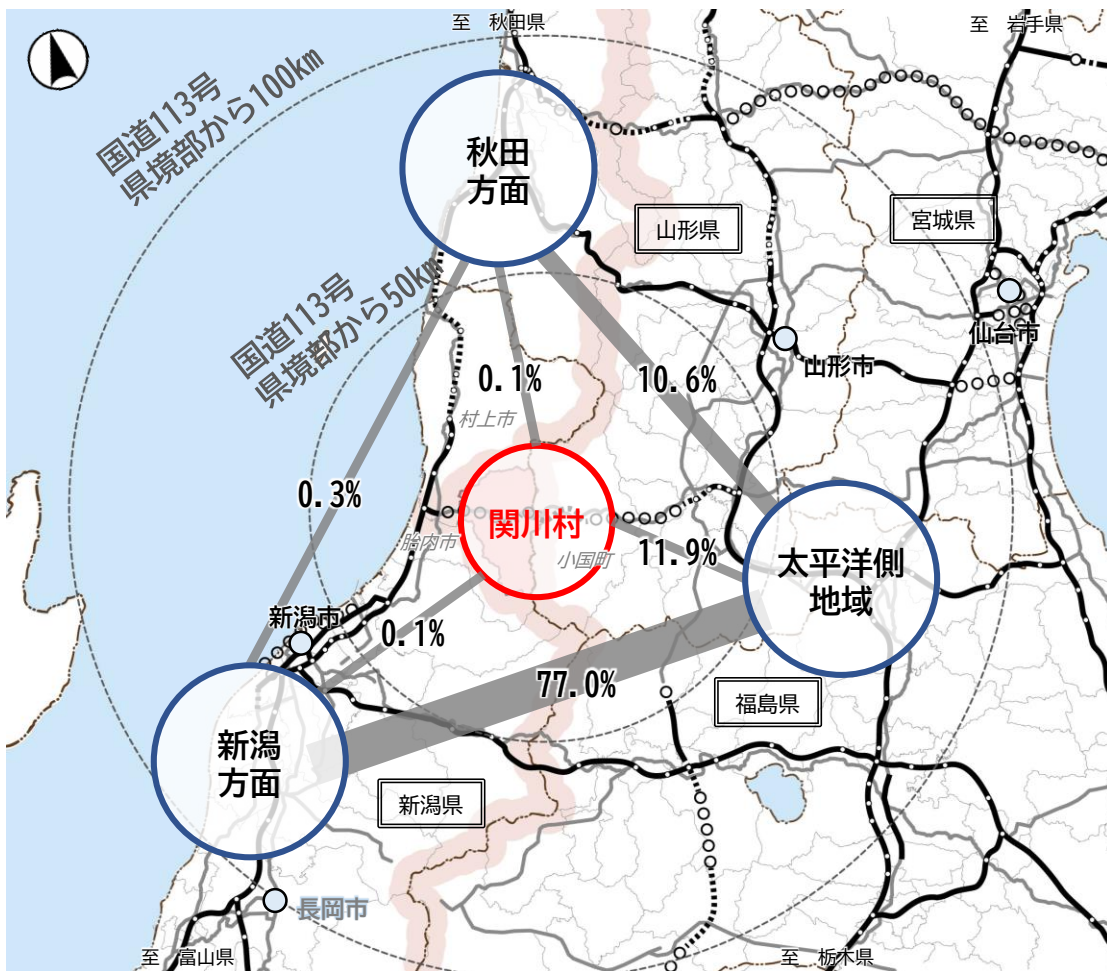 至　秋田県
至　岩手県
国道113号
県境部から100km
秋田
方面
山形県
宮城県
国道113号
県境部から50km
仙台市
山形市
0.1%
10.6%
村上市
0.3%
関川村
胎内市
小国町
11.9%
太平洋側
地域
新潟市
0.1%
77.0%
福島県
新潟
方面
新潟県
長岡市
至　富山県
至　栃木県